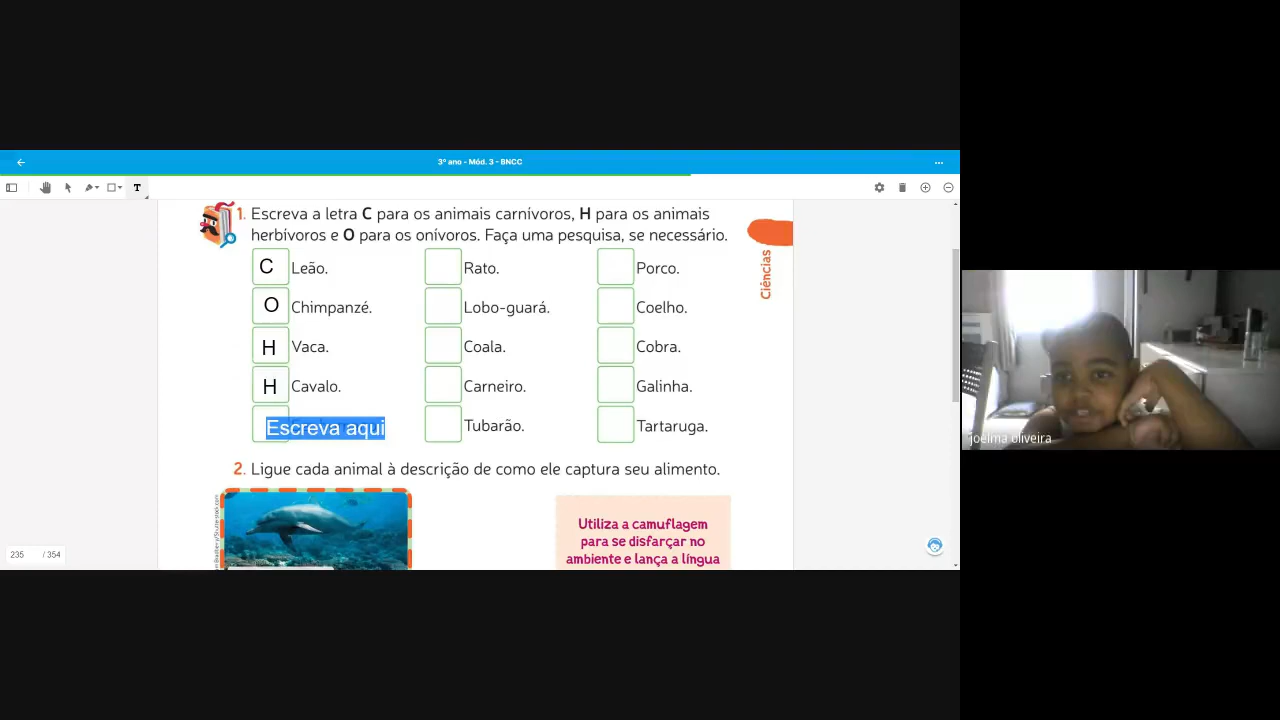 3º ano - Mód. 3 - BNCC
T
1. Escreva a letra C para os animais carnívoros, H para os animais
herbívoros e O para os onívoros. Faça uma pesquisa, se necessário.
C Leão. Rato. Porco.
O Chimpanzé. Lobo-guará. Coelho.
H Vaca. Coala. Cobra.
H Cavalo. Carneiro. Galinha.
Escreva aqui Tubarão. Tartaruga.
Ciências
2. Ligue cada animal à descrição de como ele captura seu alimento.
Utiliza a camuflagem
para se disfarçar no
ambiente e lança a língua
235 / 354
joelma oliveira